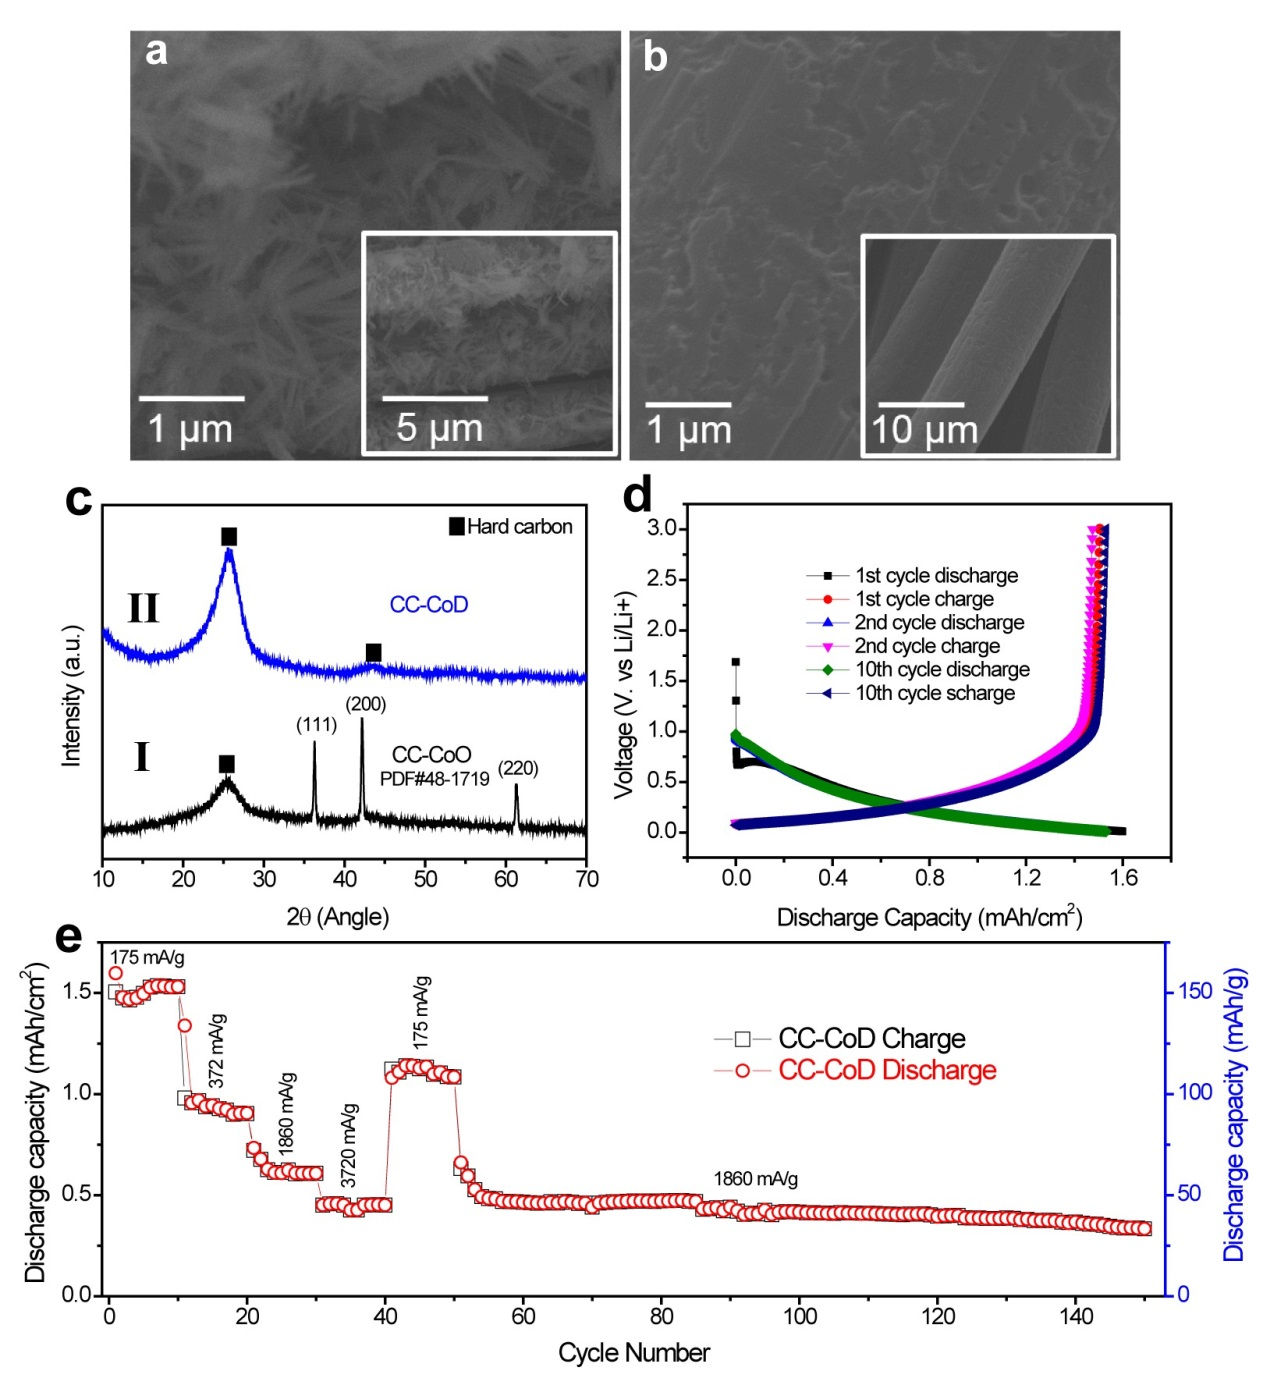 a
b
1 µm
5 µm
1 µm
10 µm
c
Hard carbon
II
CC-CoD
I
(111)
(200)
CC-CoO
PDF#48-1719
(220)
Intensity (a.u.)
10 20 30 40 50 60 70
2θ (Angle)
d
3.0
2.5
2.0
1.5
1.0
0.5
0.0
Voltage (V. vs Li/Li+)
1st cycle discharge
1st cycle charge
2nd cycle discharge
2nd cycle charge
10th cycle discharge
10th cycle scharge
0.0 0.4 0.8 1.2 1.6
Discharge Capacity (mAh/cm²)
e
Discharge capacity (mAh/cm²)
1.5
1.0
0.5
0.0
175 mA/g
372 mA/g
1860 mA/g
3720 mA/g
175 mA/g
1860 mA/g
CC-CoD Charge
CC-CoD Discharge
150
100
50
0
Discharge capacity (mAh/g)
0 20 40 60 80 100 120 140
Cycle Number